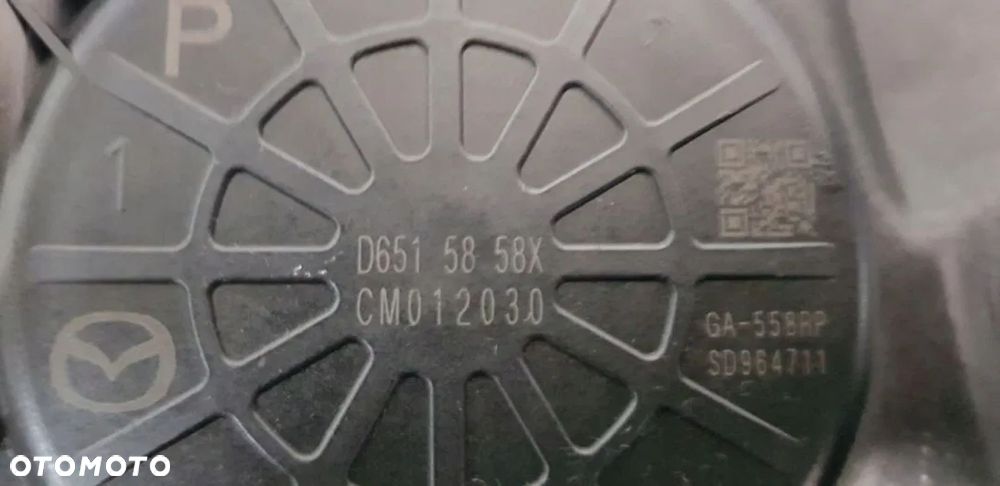 P
1
D651 58 58X
CM012030
GA-558RP
SD964711
OTOMOTO